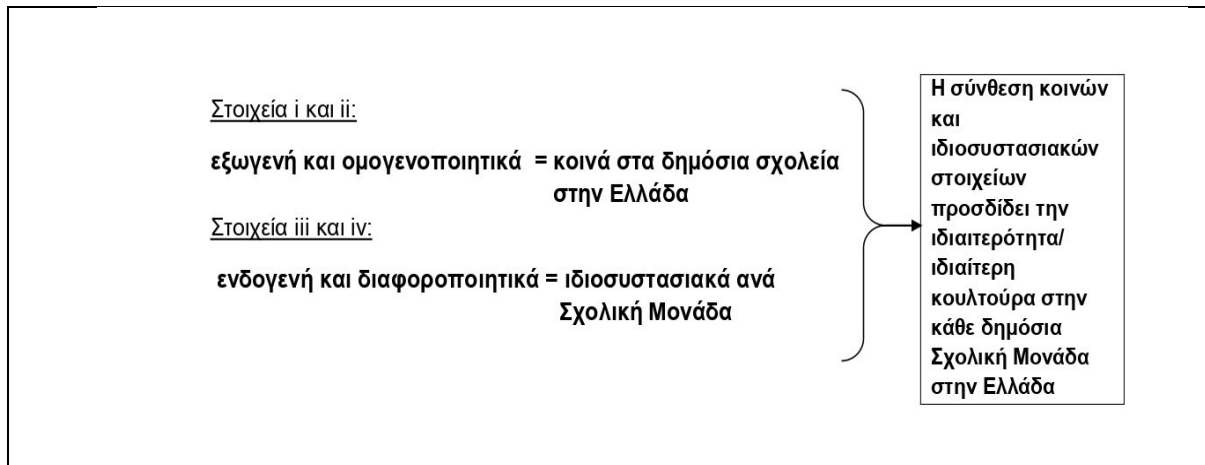 Στοιχεία i και ii:
εξωγενή και ομογενοποιητικά = κοινά στα δημόσια σχολεία
στην Ελλάδα
Στοιχεία iii και iv:
ενδογενή και διαφοροποιητικά = ιδιοσυστασιακά ανά
Σχολική Μονάδα
Η σύνθεση κοινών
και
ιδιοσυστασιακών
στοιχείων
προσδίδει την
ιδιαιτερότητα/
ιδιαίτερη
κουλτούρα στην
κάθε δημόσια
Σχολική Μονάδα
στην Ελλάδα